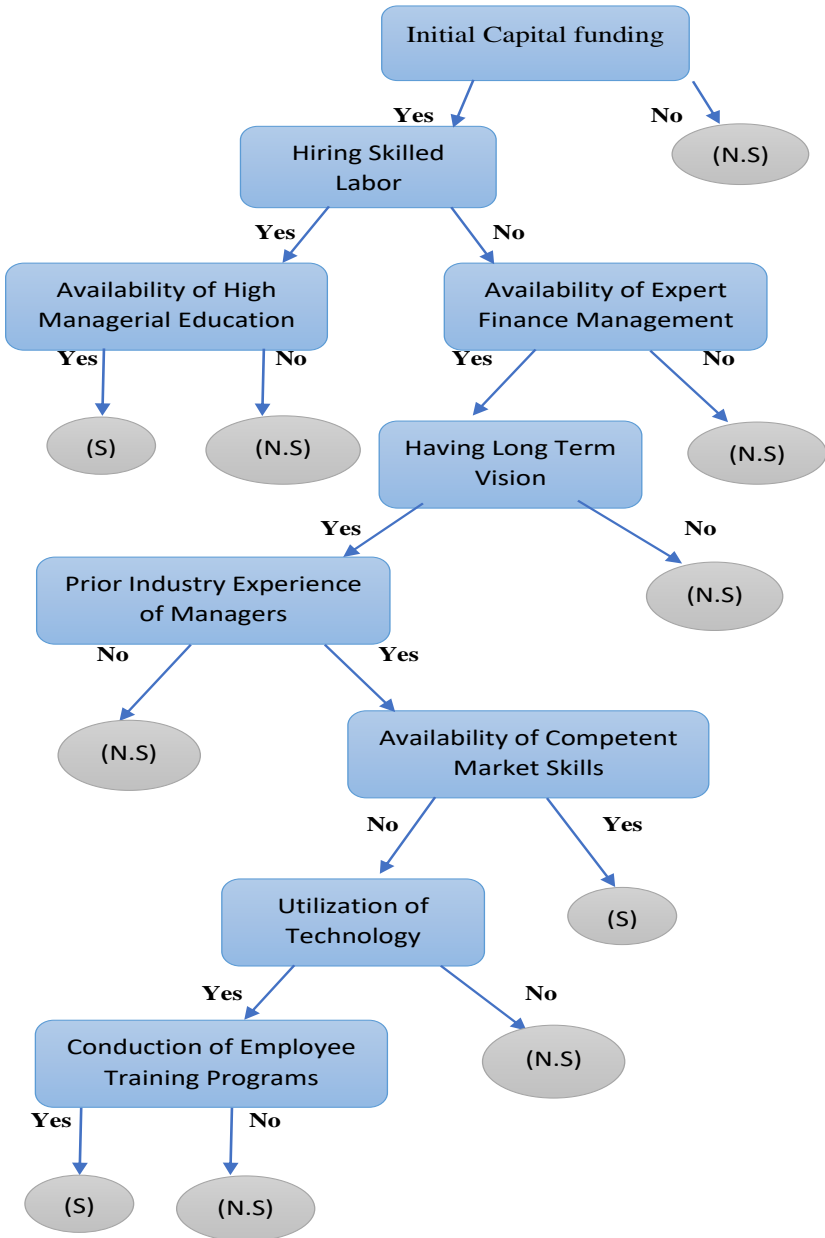 Initial Capital funding
Yes
No
Hiring Skilled
Labor
(N.S)
Yes
No
Availability of High
Managerial Education
Availability of Expert
Finance Management
Yes
No
Yes
No
(S)
(N.S)
Having Long Term
Vision
(N.S)
Yes
No
Prior Industry Experience
of Managers
(N.S)
No
Yes
(N.S)
Availability of Competent
Market Skills
No
Yes
Utilization of
Technology
(S)
Yes
No
Conduction of Employee
Training Programs
(N.S)
Yes
No
(S)
(N.S)